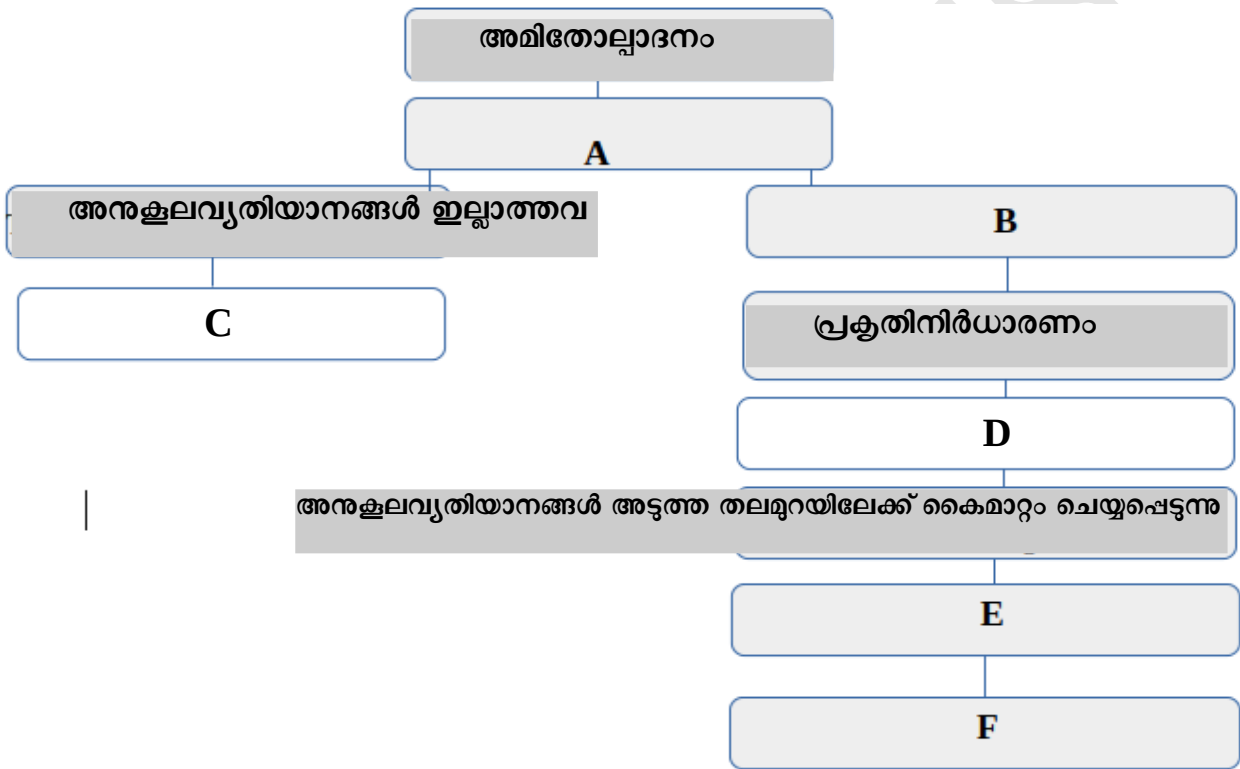 അമിതോല്പാദനം
A
അനുകൂലവ്യതിയാനങ്ങൾ ഇല്ലാത്തവ
B
C
പ്രകൃതിനിർധാരണം
D
അനുകൂലവ്യതിയാനങ്ങൾ അടുത്ത തലമുറയിലേക്ക് കൈമാറ്റം ചെയ്യപ്പെടുന്നു
E
F